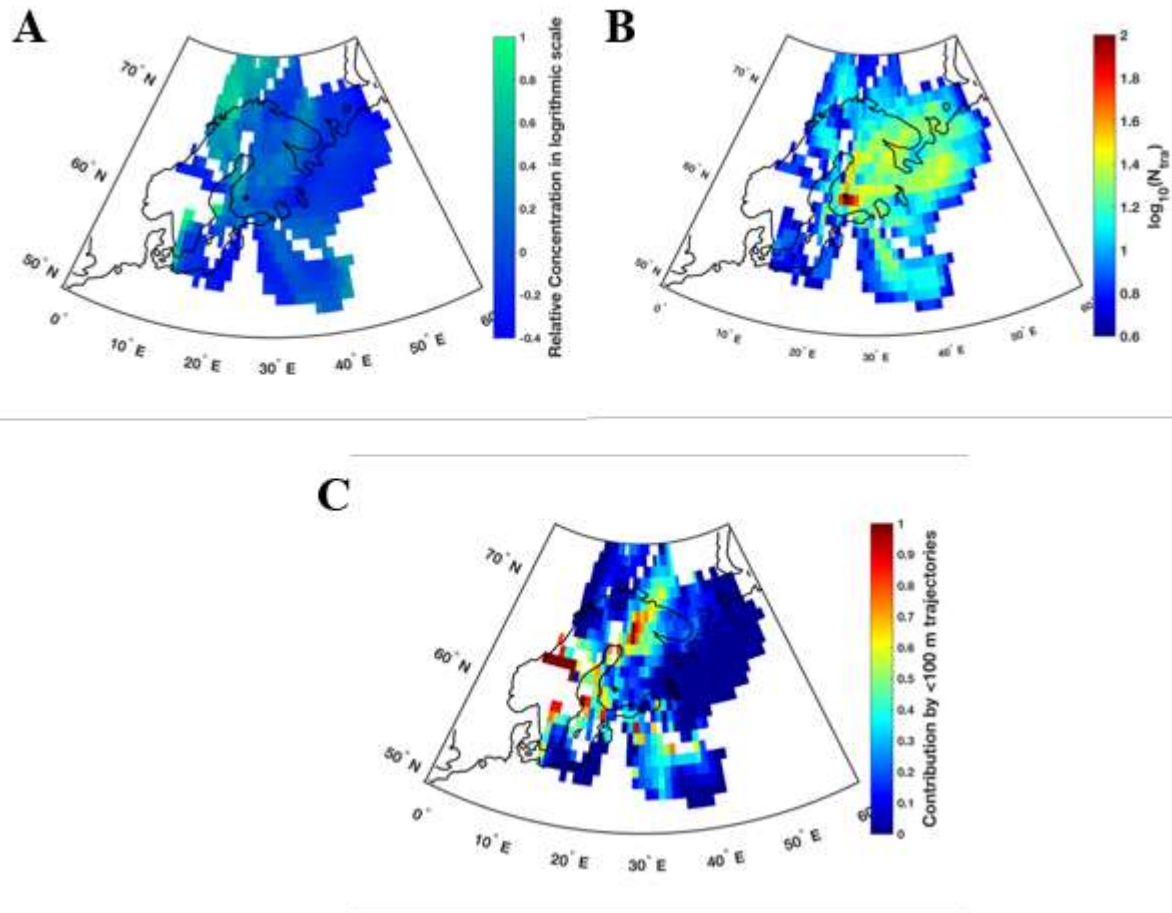 A
70° N
60° N
50° N
0°
10° E
20° E
30° E
40° E
50° E
60
1
0.8
0.6
0.4
0.2
0
-0.2
-0.4
Relative Concentration in logrithmic scale
B
70° N
60° N
50° N
0°
10° E
20° E
30° E
40° E
50° E
2
1.8
1.6
1.4
1.2
1
0.8
0.6
log10(Ntra)
C
70° N
60° N
50° N
0°
10° E
20° E
30° E
40° E
50° E
60
1
0.9
0.8
0.7
0.6
0.5
0.4
0.3
0.2
0.1
0
Contribution by <100 m trajectories